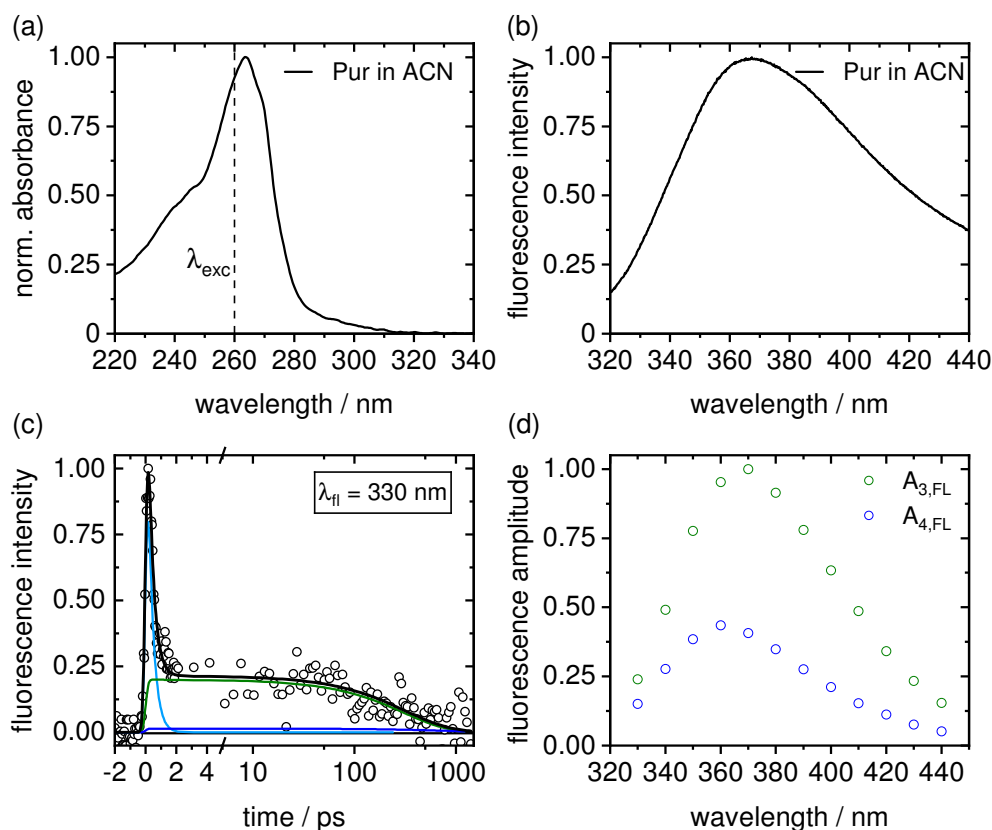 (a)
1.00
0.75
0.50
0.25
0
norm. absorbance
Pur in ACN
λexc
220 240 260 280 300 320 340
wavelength / nm
(b)
1.00
0.75
0.50
0.25
0
fluorescence intensity
Pur in ACN
320 340 360 380 400 420 440
wavelength / nm
(c)
1.00
0.75
0.50
0.25
0.00
fluorescence intensity
λfl = 330 nm
-2 0 2 4 10 100 1000
time / ps
(d)
1.00
0.75
0.50
0.25
0.00
fluorescence amplitude
A3,FL
A4,FL
320 340 360 380 400 420 440
wavelength / nm